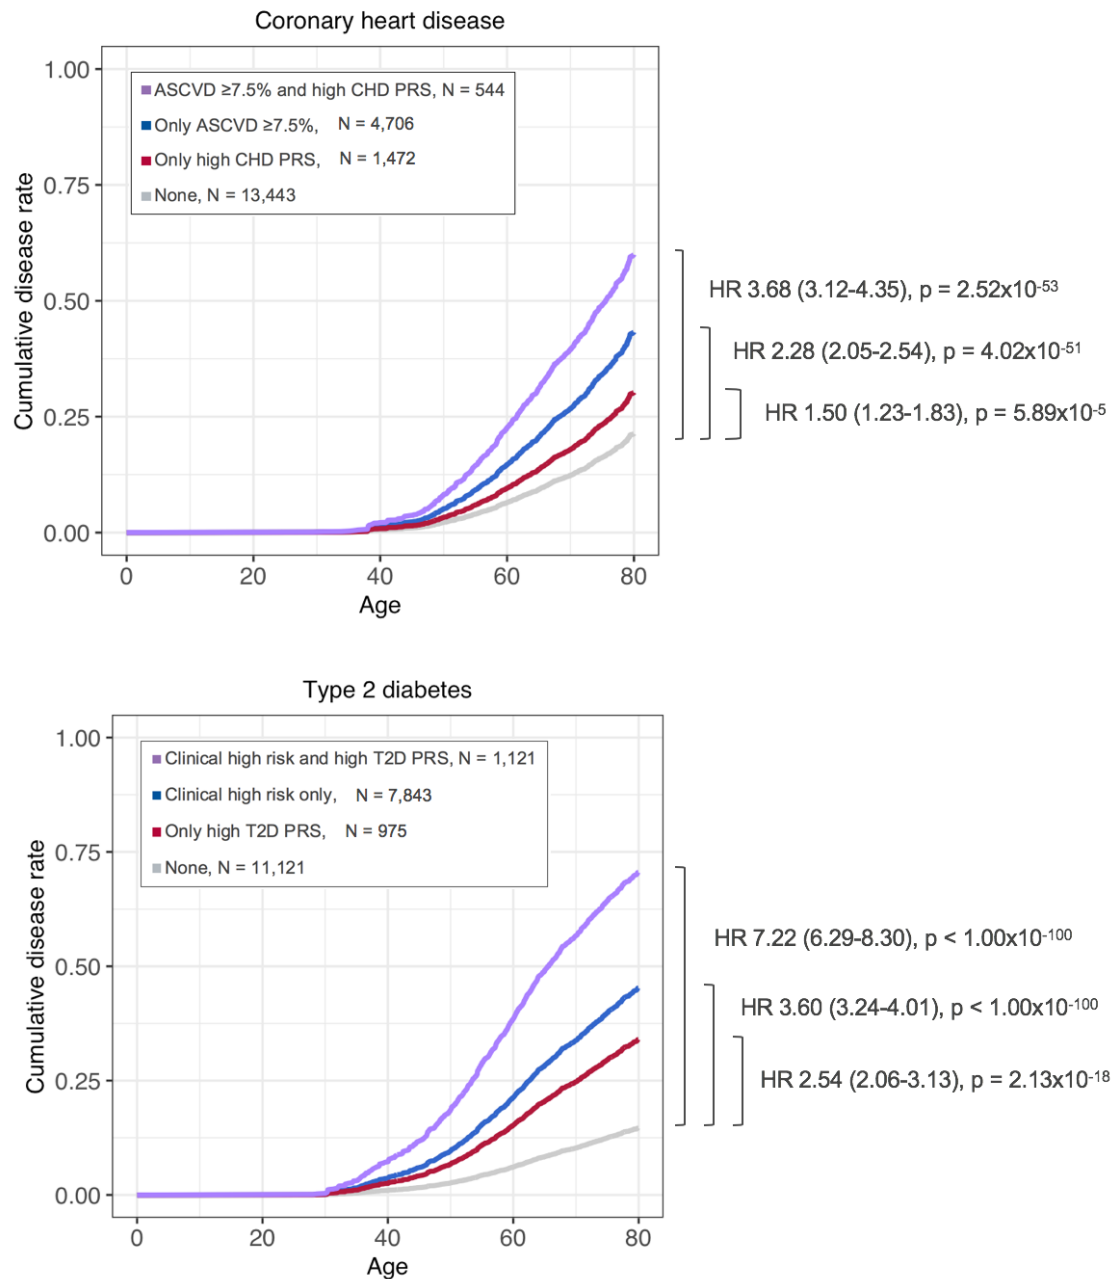 Coronary heart disease
1.00
0.75
0.50
0.25
0.00
Cumulative disease rate
ASCVD ≥7.5% and high CHD PRS, N = 544
Only ASCVD ≥7.5%, N = 4,706
Only high CHD PRS, N = 1,472
None, N = 13,443
0 20 40 60 80
Age
HR 3.68 (3.12-4.35), p = 2.52x10⁻⁵³
HR 2.28 (2.05-2.54), p = 4.02x10⁻⁵¹
HR 1.50 (1.23-1.83), p = 5.89x10⁻⁵
Type 2 diabetes
1.00
0.75
0.50
0.25
0.00
Cumulative disease rate
Clinical high risk and high T2D PRS, N = 1,121
Clinical high risk only, N = 7,843
Only high T2D PRS, N = 975
None, N = 11,121
0 20 40 60 80
Age
HR 7.22 (6.29-8.30), p < 1.00x10⁻¹⁰⁰
HR 3.60 (3.24-4.01), p < 1.00x10⁻¹⁰⁰
HR 2.54 (2.06-3.13), p = 2.13x10⁻¹⁸